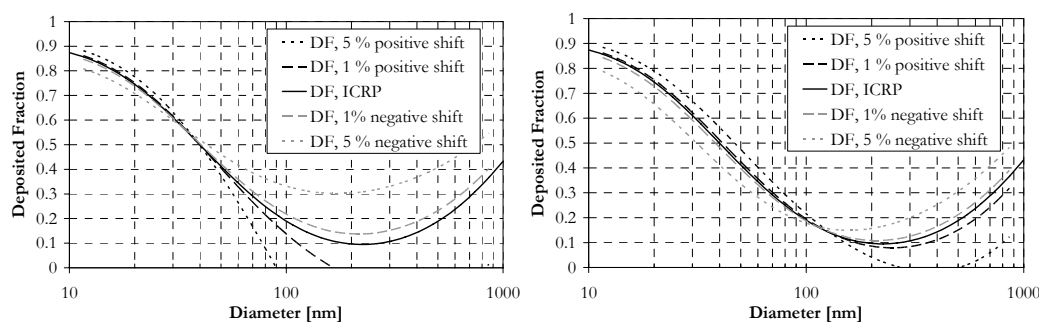 1
0.9
0.8
0.7
0.6
0.5
0.4
0.3
0.2
0.1
0
Deposited Fraction
DF, 5 % positive shift
DF, 1 % positive shift
DF, ICRP
DF, 1% negative shift
DF, 5 % negative shift
10 100 1000
Diameter [nm]
1
0.9
0.8
0.7
0.6
0.5
0.4
0.3
0.2
0.1
0
Deposited Fraction
DF, 5 % positive shift
DF, 1 % positive shift
DF, ICRP
DF, 1% negative shift
DF, 5 % negative shift
10 100 1000
Diameter [nm]